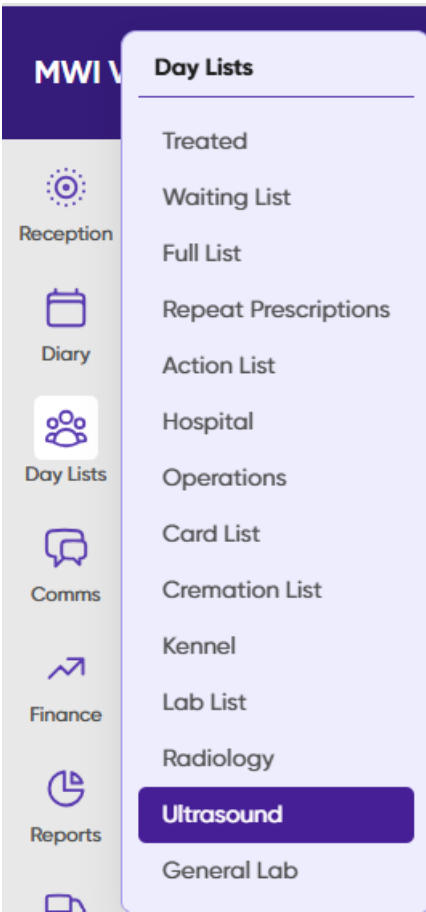 MWI V
Day Lists
Treated
Waiting List
Full List
Repeat Prescriptions
Action List
Hospital
Operations
Card List
Cremation List
Kennel
Lab List
Radiology
Ultrasound
General Lab
Reception
Diary
Day Lists
Comms
Finance
Reports